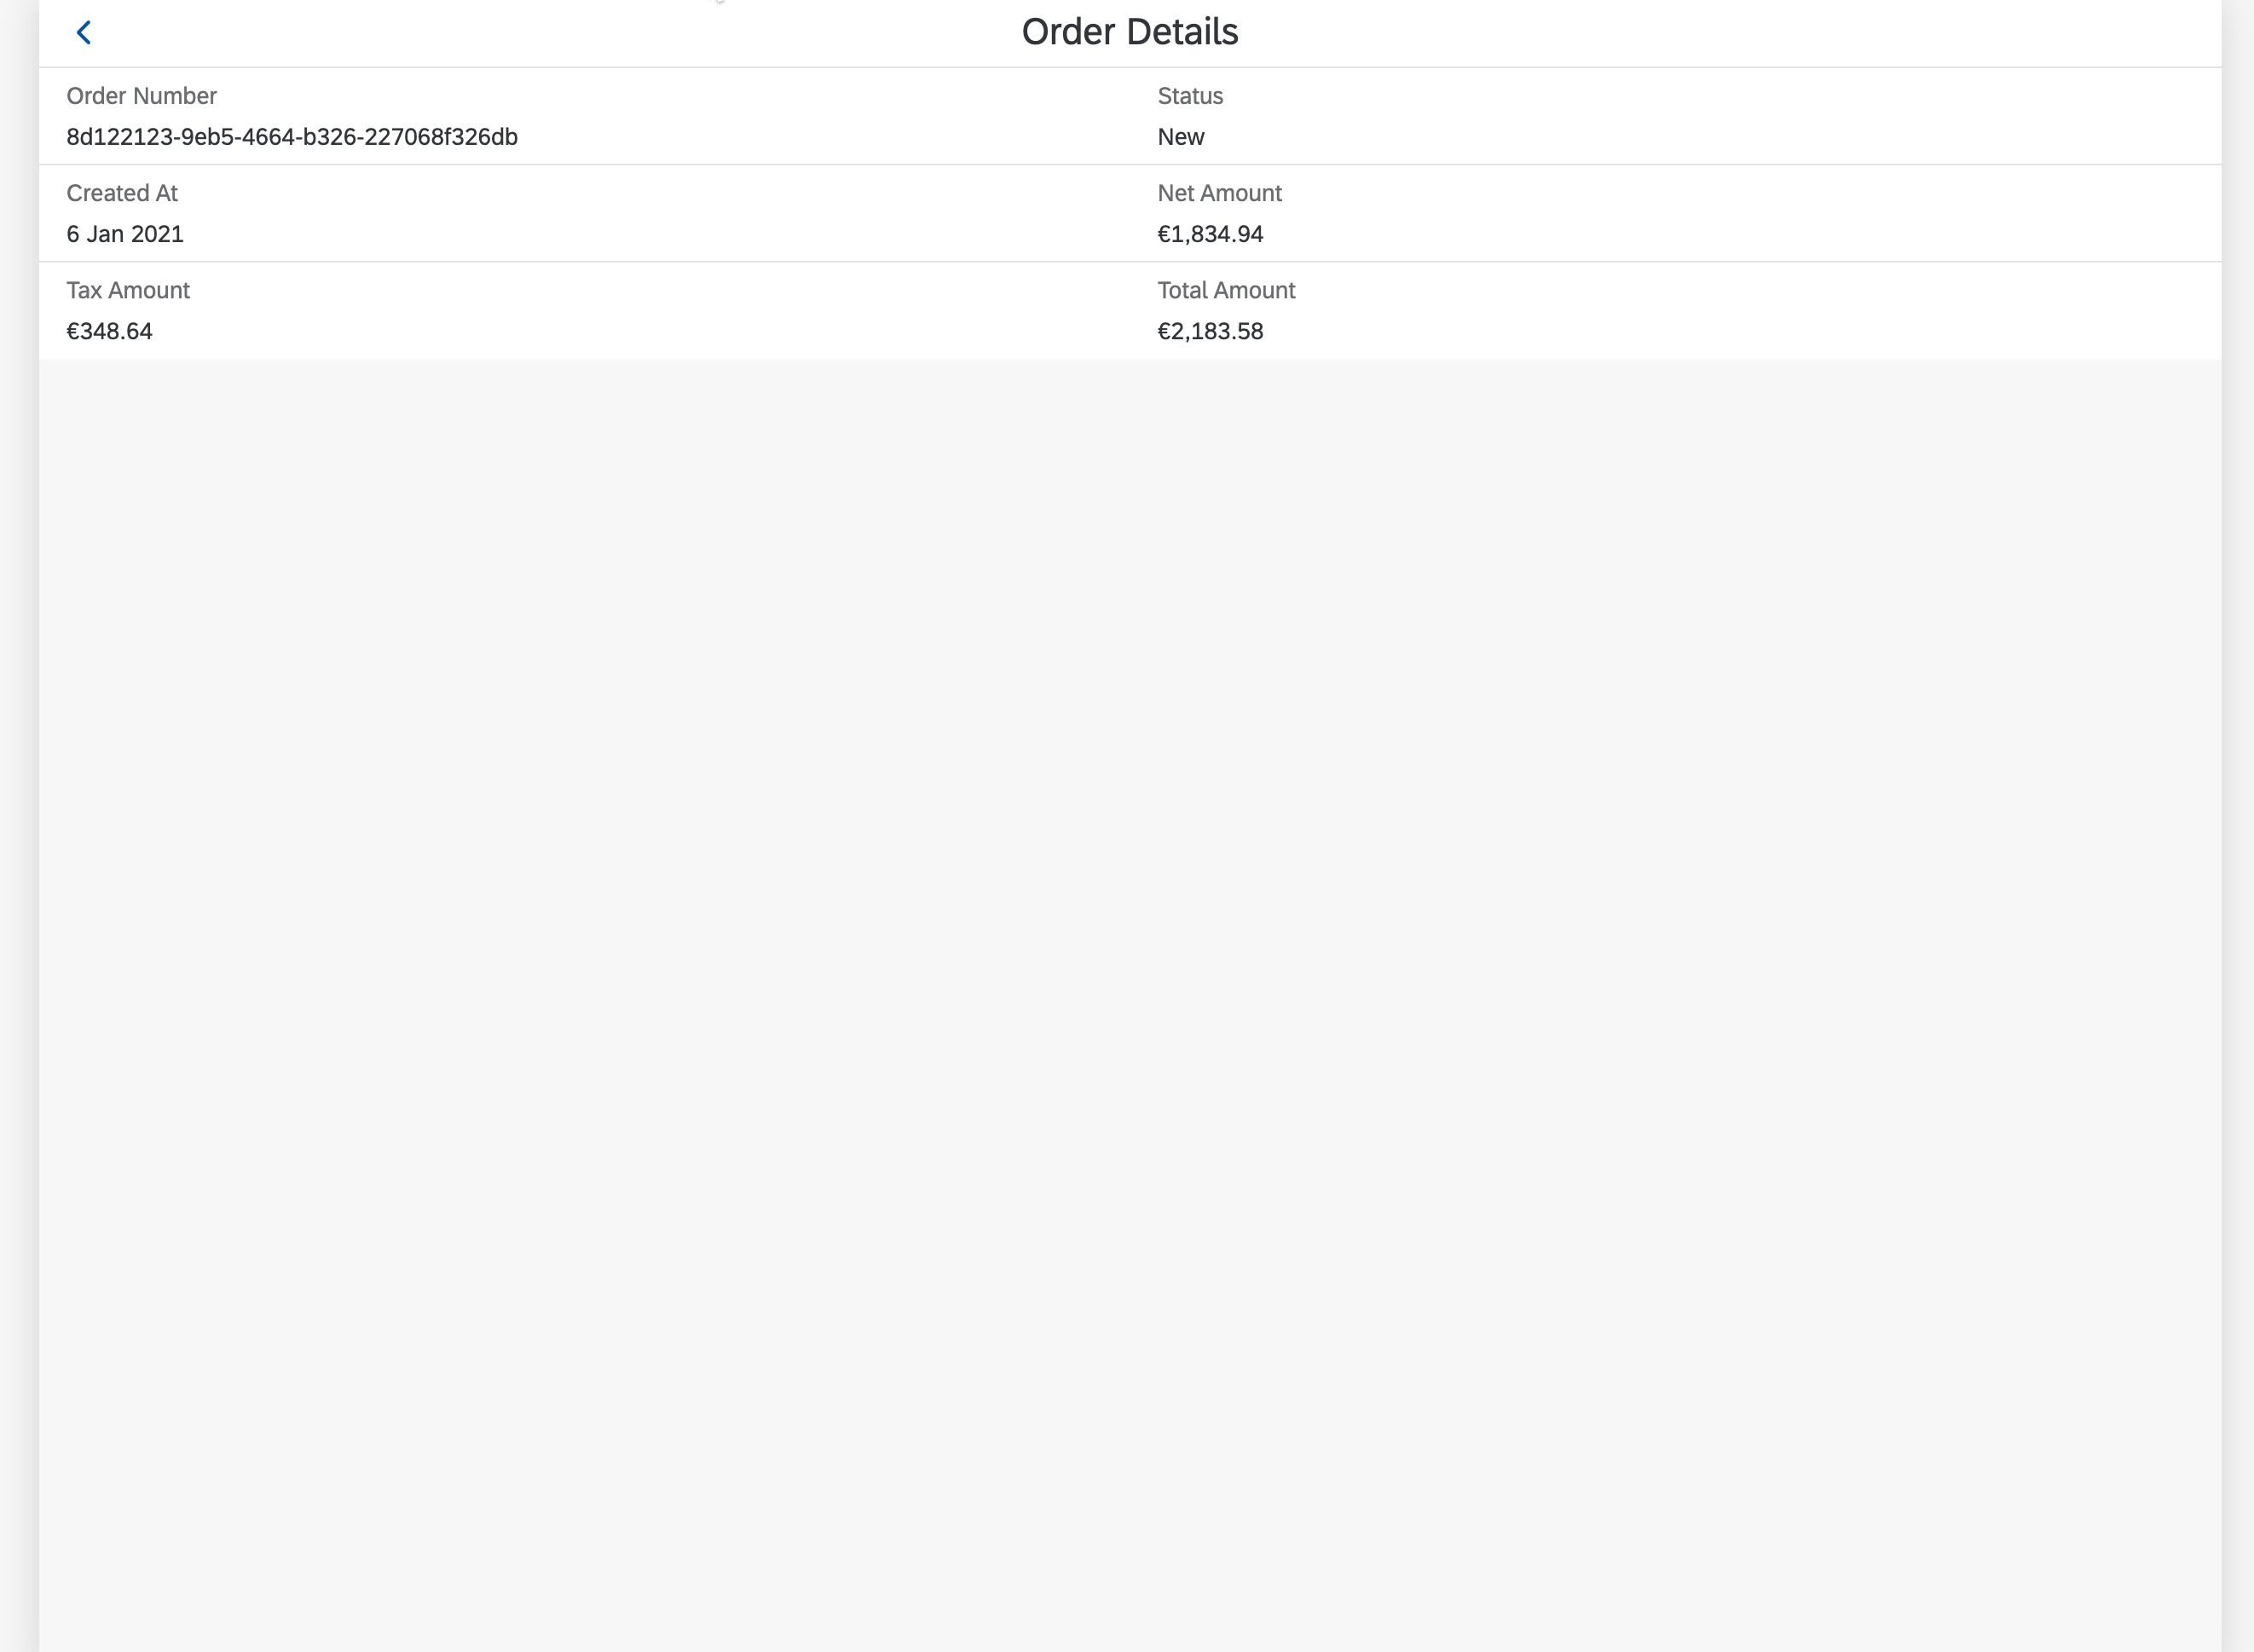 Order Details
Order Number
8d122123-9eb5-4664-b326-227068f326db
Status
New
Created At
6 Jan 2021
Net Amount
€1,834.94
Tax Amount
€348.64
Total Amount
€2,183.58